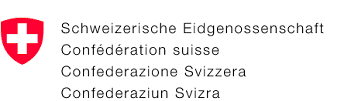 Schweizerische Eidgenossenschaft
Confédération suisse
Confederazione Svizzera
Confederaziun Svizra